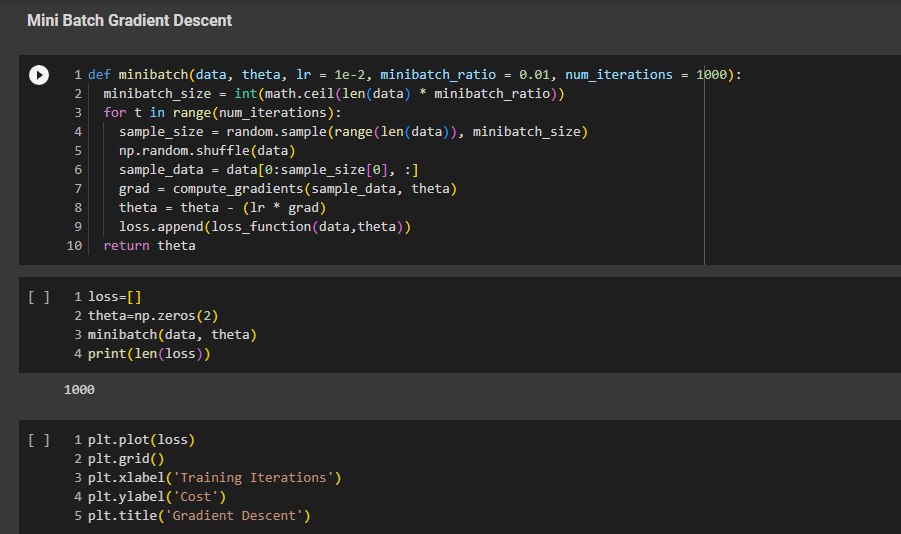 Mini Batch Gradient Descent
1 def minibatch(data, theta, lr = 1e-2, minibatch_ratio = 0.01, num_iterations = 1000):
2 minibatch_size = int(math.ceil(len(data) * minibatch_ratio))
3 for t in range(num_iterations):
4 sample_size = random.sample(range(len(data)), minibatch_size)
5 np.random.shuffle(data)
6 sample_data = data[0:sample_size[0], :]
7 grad = compute_gradients(sample_data, theta)
8 theta = theta - (lr * grad)
9 loss.append(loss_function(data,theta))
10 return theta
[ ] 1 loss=[]
2 theta=np.zeros(2)
3 minibatch(data, theta)
4 print(len(loss))
1000
[ ] 1 plt.plot(loss)
2 plt.grid()
3 plt.xlabel('Training Iterations')
4 plt.ylabel('Cost')
5 plt.title('Gradient Descent')